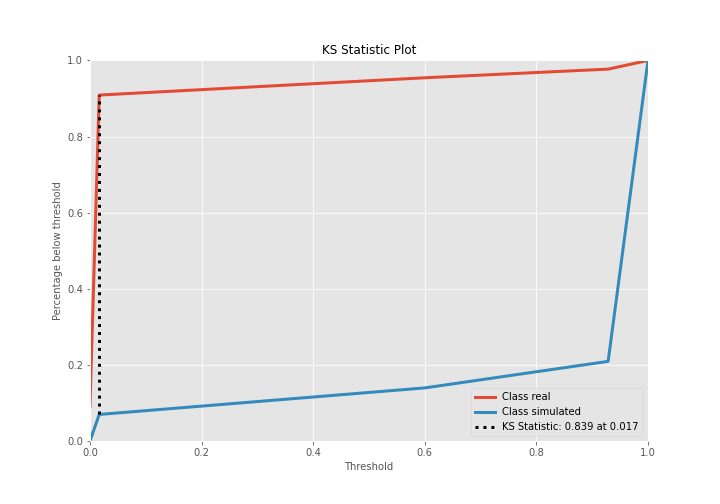 KS Statistic Plot
1.0
0.8
0.6
0.4
0.2
0.0
Percentage below threshold
0.0 0.2 0.4 0.6 0.8 1.0
Threshold
Class real
Class simulated
KS Statistic: 0.839 at 0.017